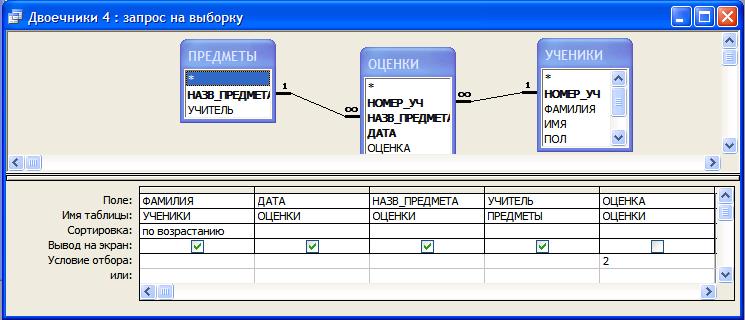 Двоечники 4 : запрос на выборку
ПРЕДМЕТЫ
*
НАЗВ_ПРЕДМЕТА
УЧИТЕЛЬ
1
∞
ОЦЕНКИ
*
НОМЕР_УЧ
НАЗВ_ПРЕДМЕТА
ДАТА
ОЦЕНКА
∞
1
УЧЕНИКИ
*
НОМЕР_УЧ
ФАМИЛИЯ
ИМЯ
ПОЛ
Поле: ФАМИЛИЯ ДАТА НАЗВ_ПРЕДМЕТА УЧИТЕЛЬ ОЦЕНКА
Имя таблицы: УЧЕНИКИ ОЦЕНКИ ОЦЕНКИ ПРЕДМЕТЫ ОЦЕНКИ
Сортировка: по возрастанию
Вывод на экран:
Условие отбора: 2
или: